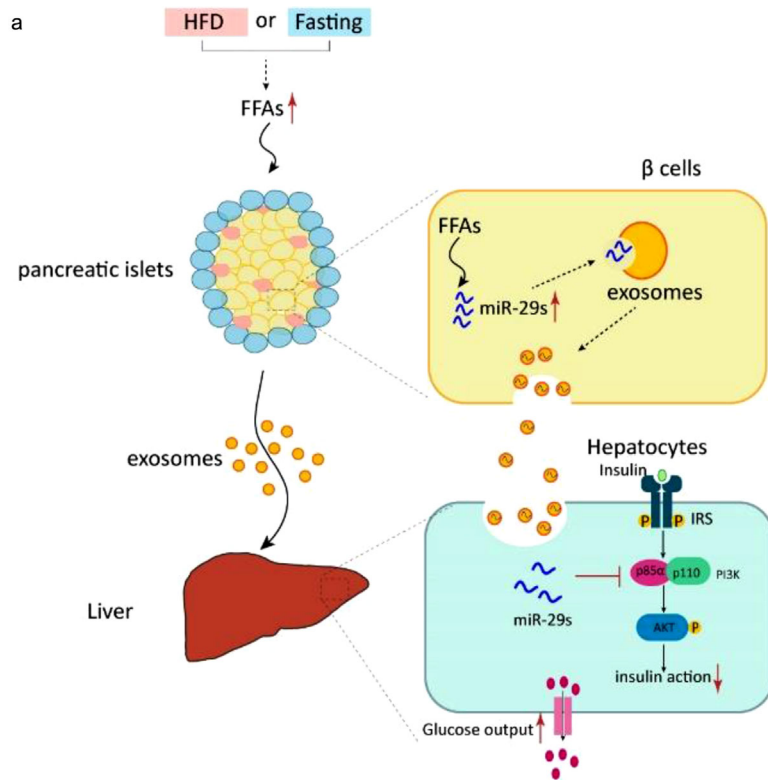 a
HFD or Fasting
FFAs
β cells
FFAs
pancreatic islets
miR-29s
exosomes
exosomes
Hepatocytes
Insulin
P P IRS
p85α p110 PI3K
miR-29s
Liver
AKT P
insulin action
Glucose output